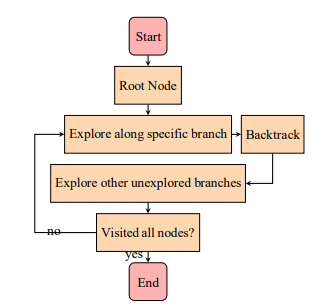 Start
Root Node
Explore along specific branch
Backtrack
Explore other unexplored branches
Visited all nodes?
no
yes
End